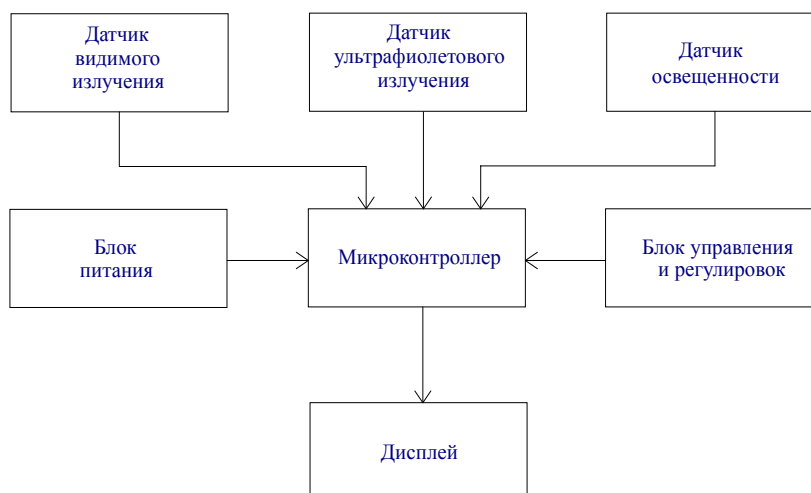 Датчик
видимого
излучения
Датчик
ультрафиолетового
излучения
Датчик
освещенности
Блок
питания
Микроконтроллер
Блок управления
и регулировок
Дисплей